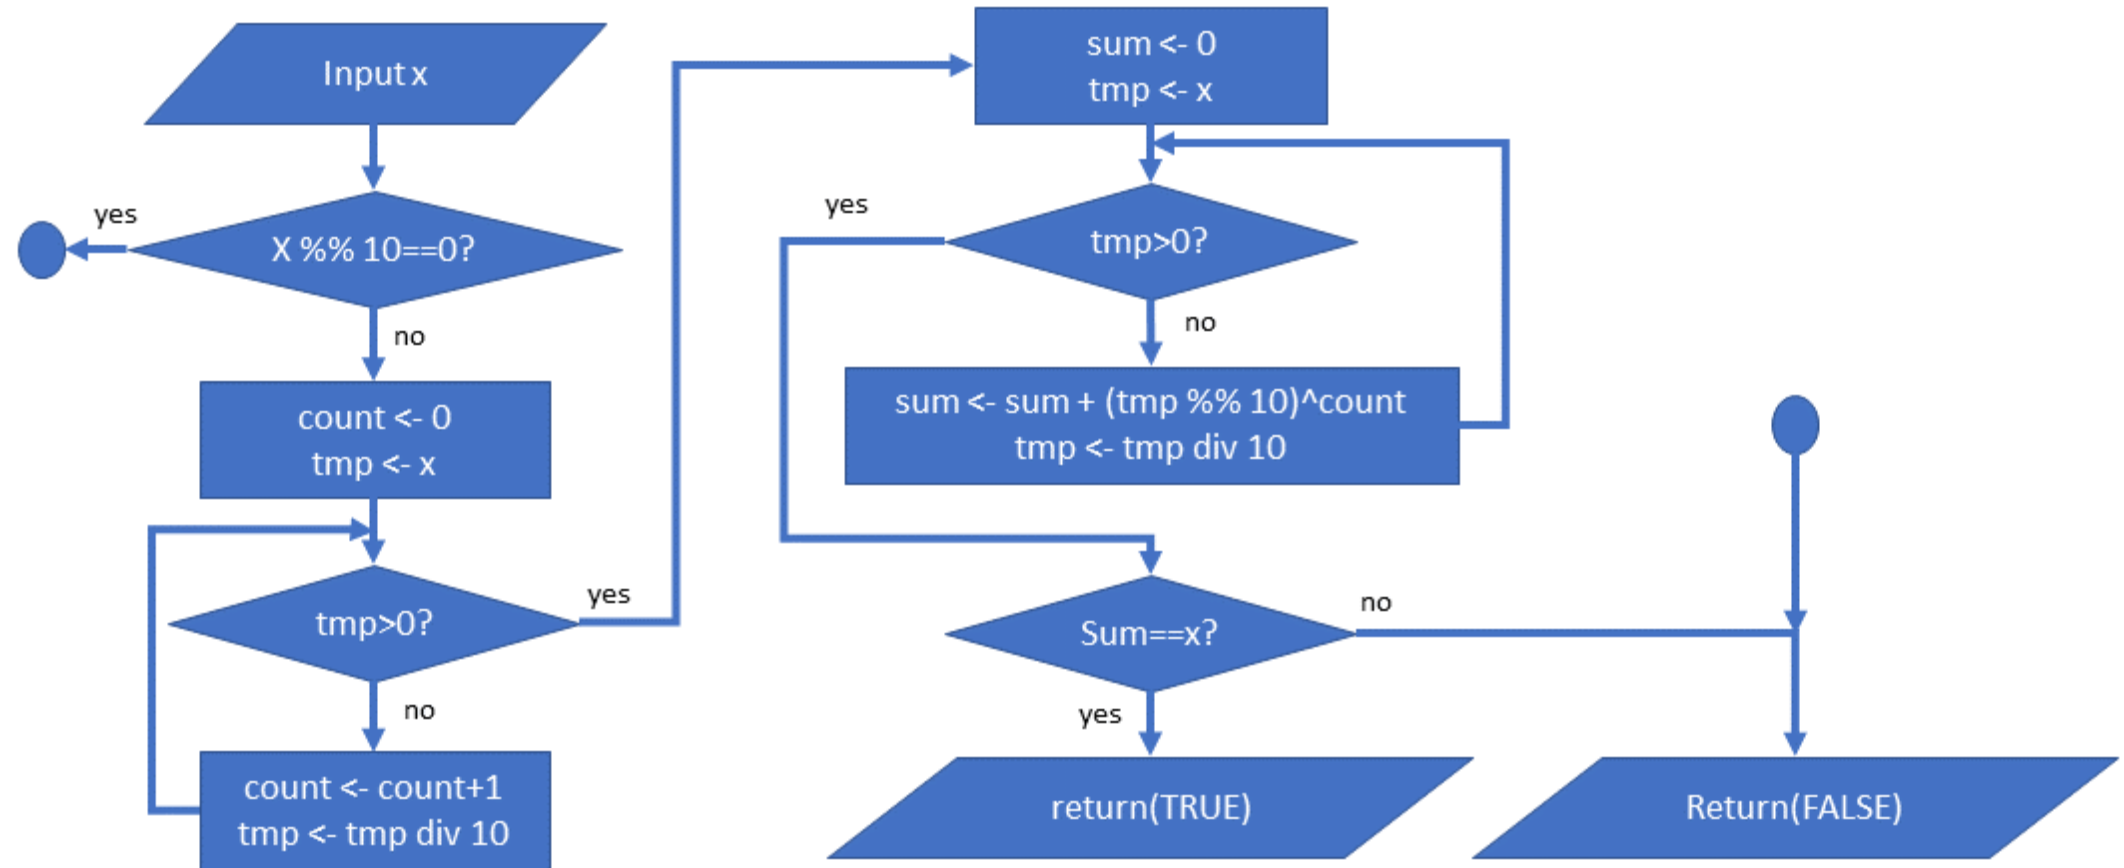 Input x
yes
X %% 10==0?
no
count <- 0
tmp <- x
tmp>0?
yes
no
count <- count+1
tmp <- tmp div 10
sum <- 0
tmp <- x
yes
tmp>0?
no
sum <- sum + (tmp %% 10)^count
tmp <- tmp div 10
Sum==x?
no
yes
return(TRUE)
Return(FALSE)